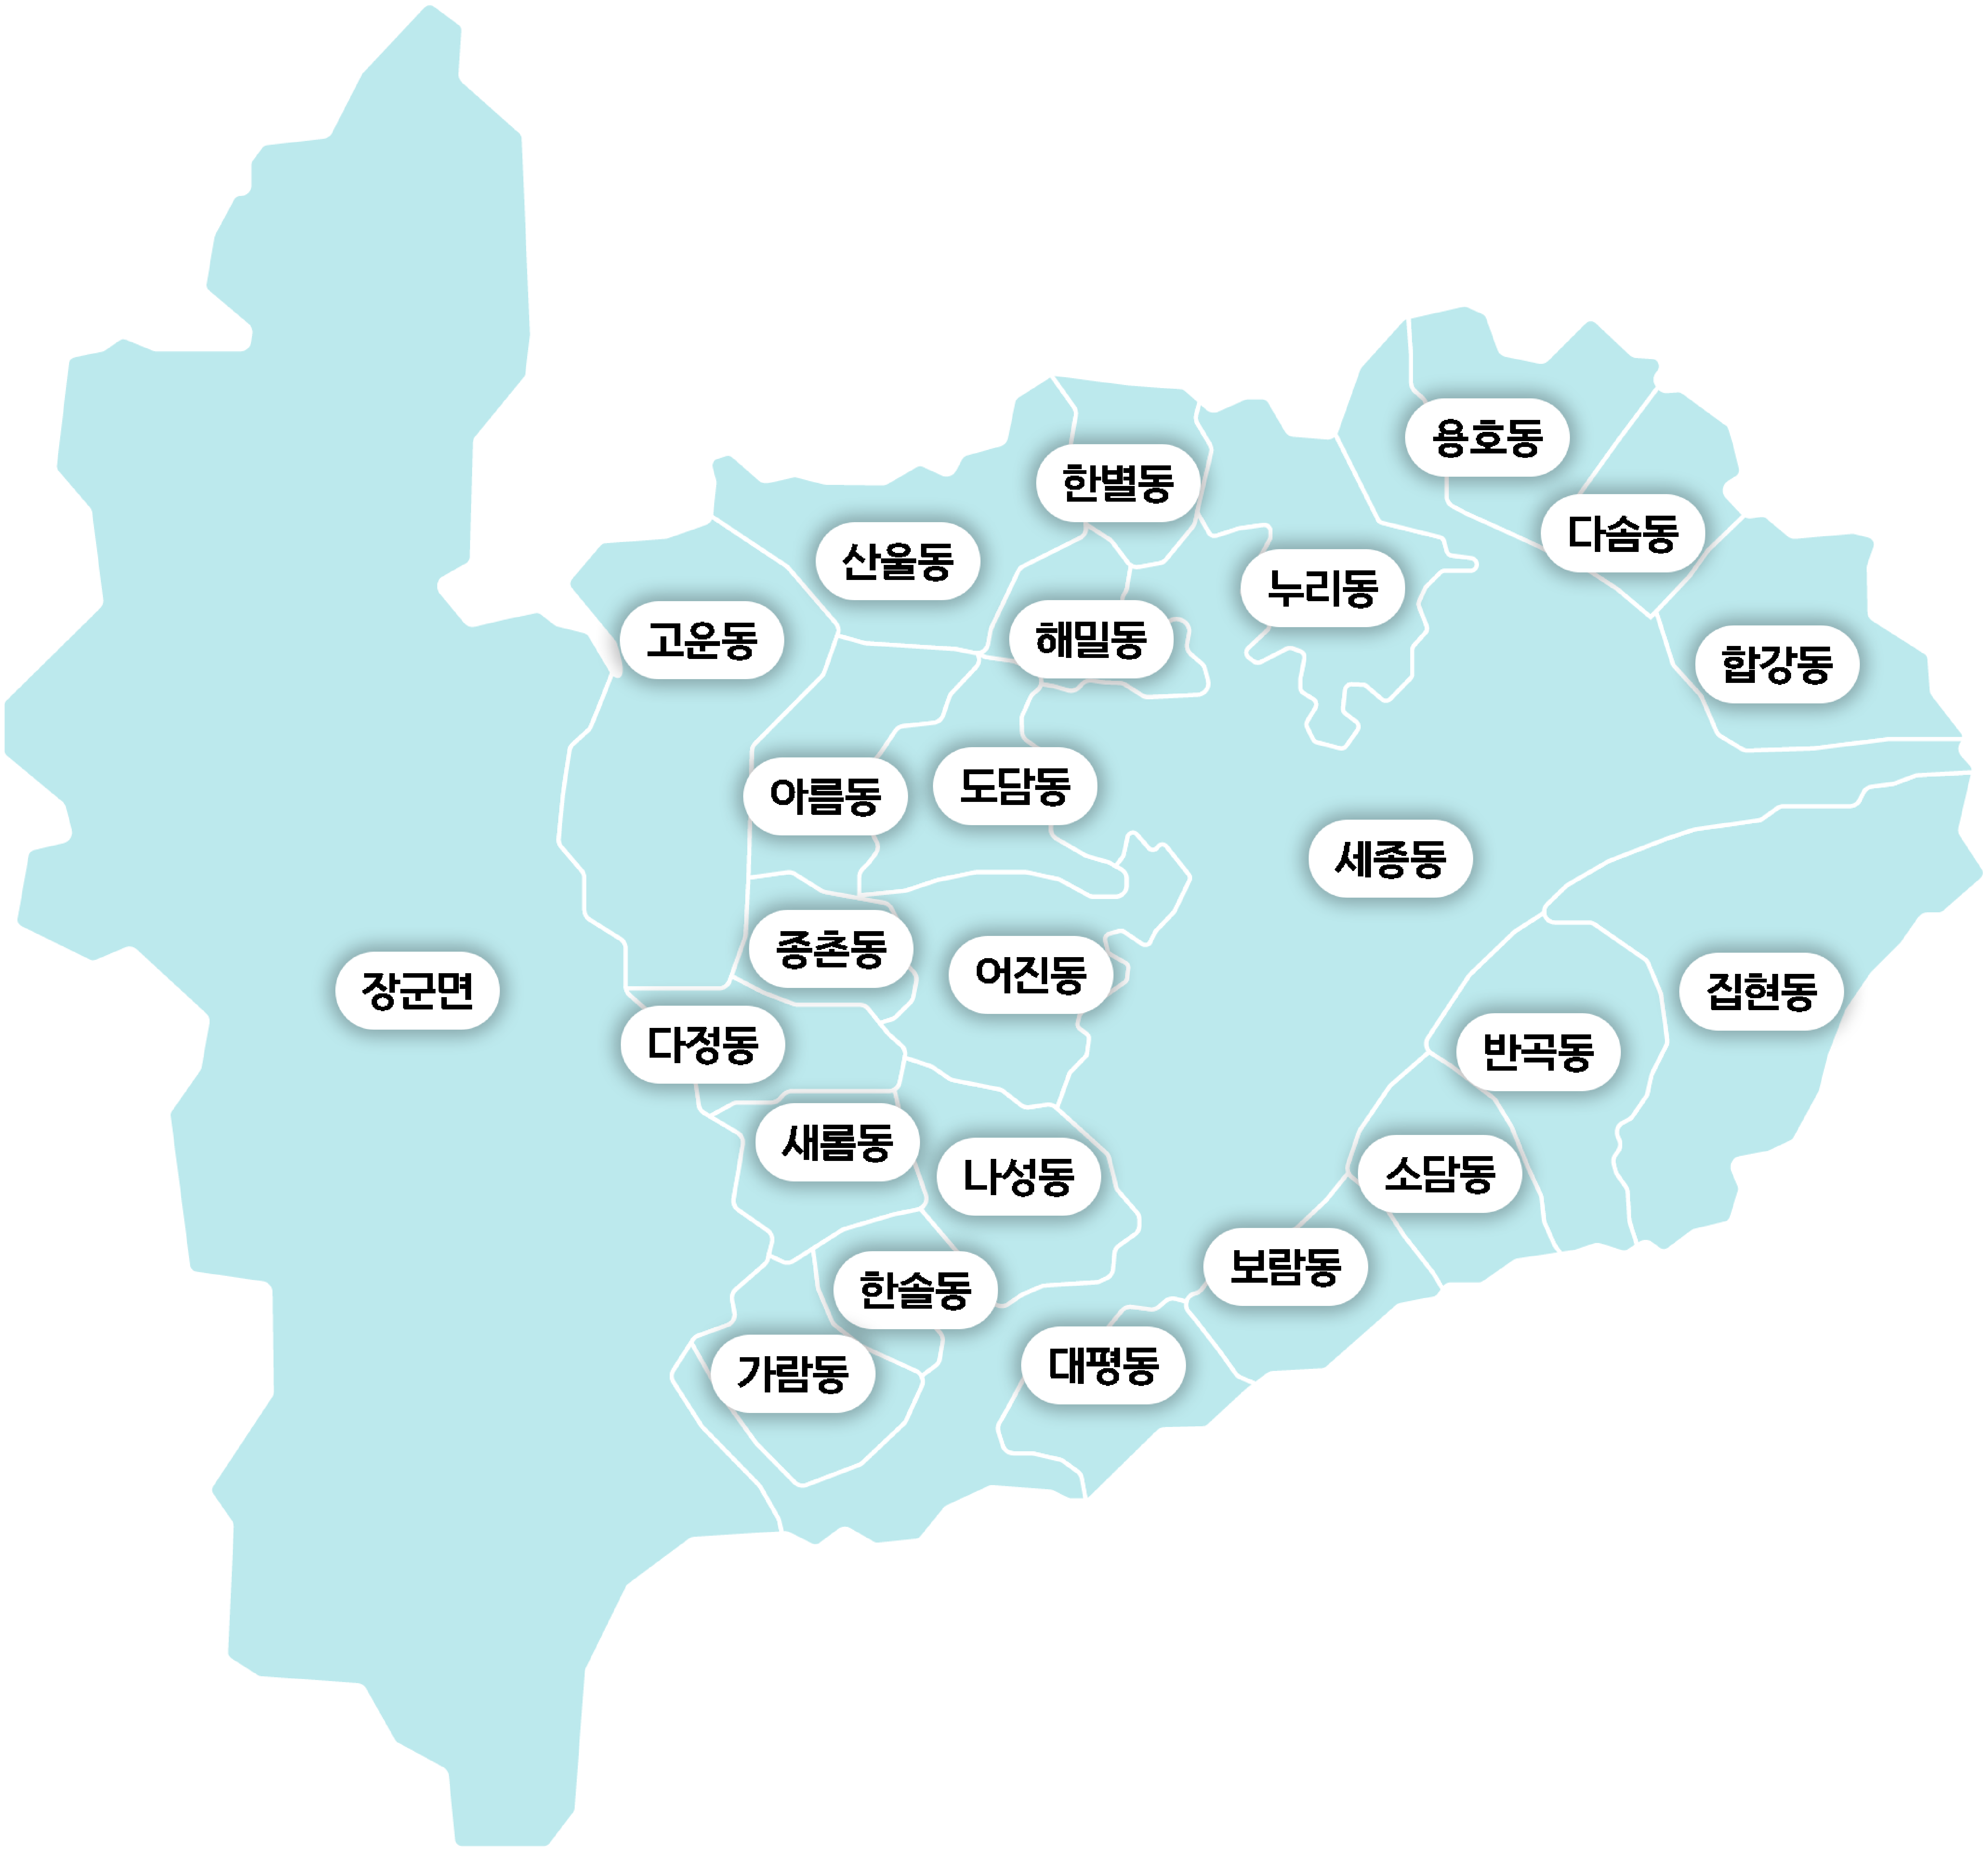 용호동
한별동
다솜동
산울동
누리동
고운동
해밀동
합강동
아름동
도담동
세종동
종촌동
어진동
장군면
집현동
다정동
반곡동
새롬동
나성동
소담동
보람동
한솔동
대평동
가람동